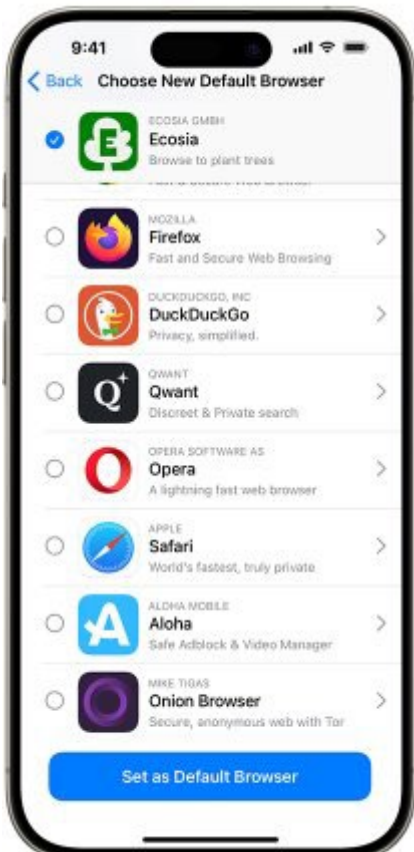 9:41
Back Choose New Default Browser
ECOSIA GMBH
Ecosia
Browse to plant trees
MOZILLA
Firefox
Fast and Secure Web Browsing
DUCKDUCKGO, INC
DuckDuckGo
Privacy, simplified.
QWANT
Qwant
Discreet & Private search
OPERA SOFTWARE AS
Opera
A lightning fast web browser
APPLE
Safari
World's fastest, truly private
ALOHA MOBILE
Aloha
Safe Adblock & Video Manager
MIKE TIGAS
Onion Browser
Secure, anonymous web with Tor
Set as Default Browser